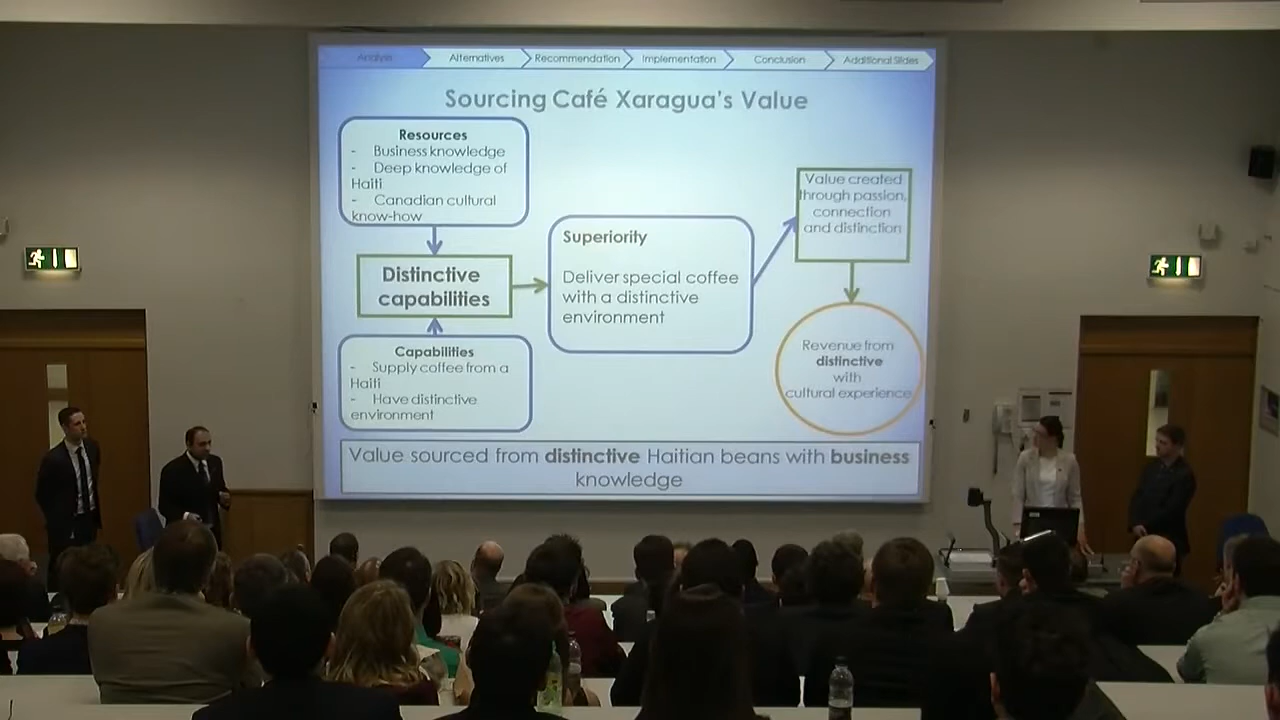 Analysis
Alternatives
Recommendation
Implementation
Conclusion
Additional Slides
Sourcing Café Xaragua's Value
Resources
- Business knowledge
- Deep knowledge of
Haiti
- Canadian cultural
know-how
Distinctive
capabilities
Capabilities
- Supply coffee from a
Haiti
- Have distinctive
environment
Superiority
Deliver special coffee
with a distinctive
environment
Value created
through passion,
connection
and distinction
Revenue from
distinctive
with
cultural experience
Value sourced from distinctive Haitian beans with business
knowledge